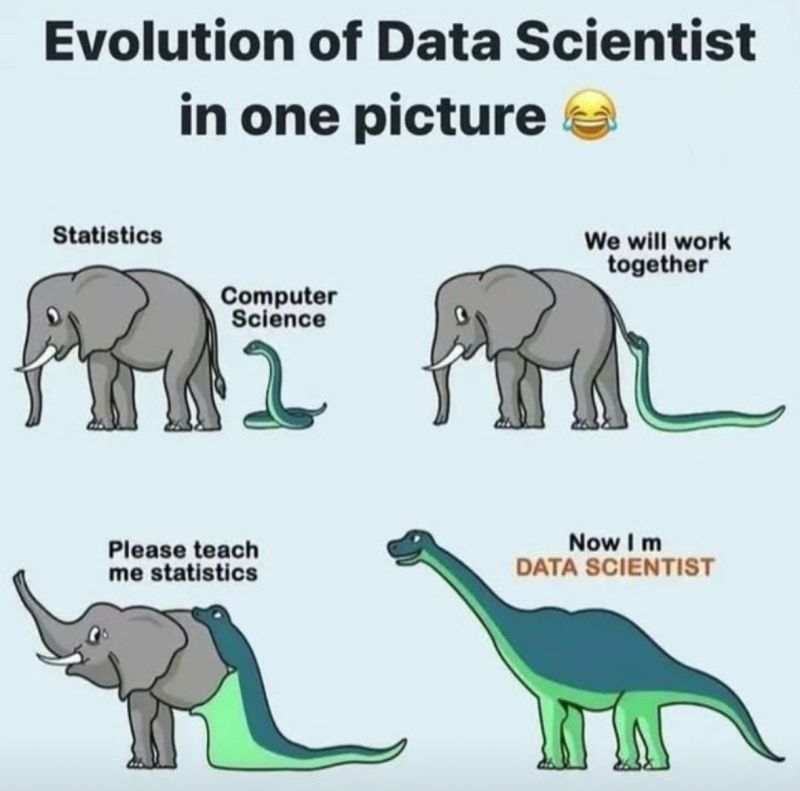 Evolution of Data Scientist
in one picture 😂
Statistics
Computer
Science
We will work
together
Please teach
me statistics
Now I m
DATA SCIENTIST